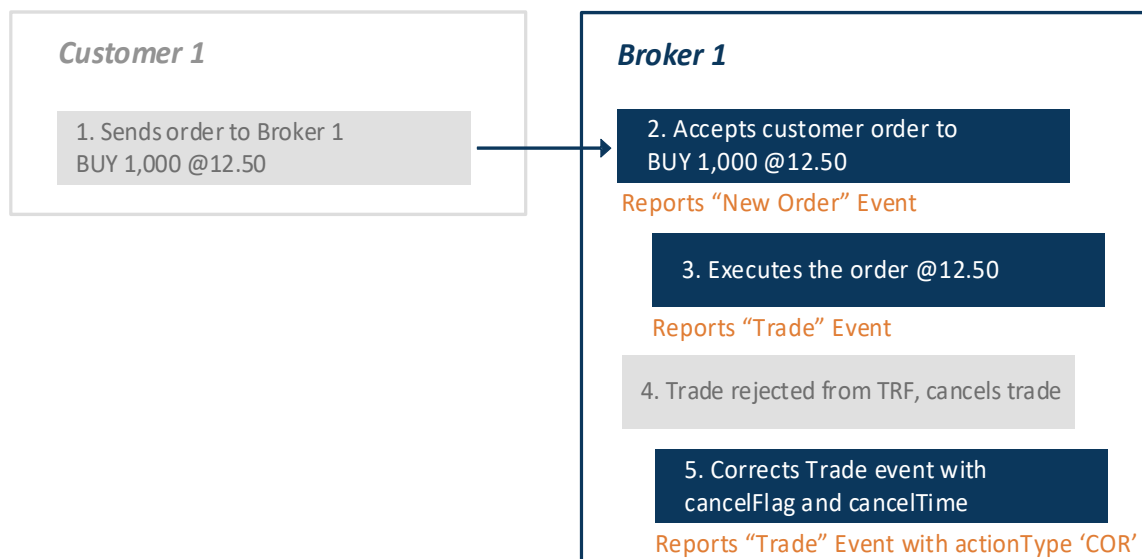 Customer 1
1. Sends order to Broker 1
BUY 1,000 @12.50
Broker 1
2. Accepts customer order to
BUY 1,000 @12.50
Reports “New Order” Event
3. Executes the order @12.50
Reports “Trade” Event
4. Trade rejected from TRF, cancels trade
5. Corrects Trade event with
cancelFlag and cancelTime
Reports “Trade” Event with actionType ‘COR’